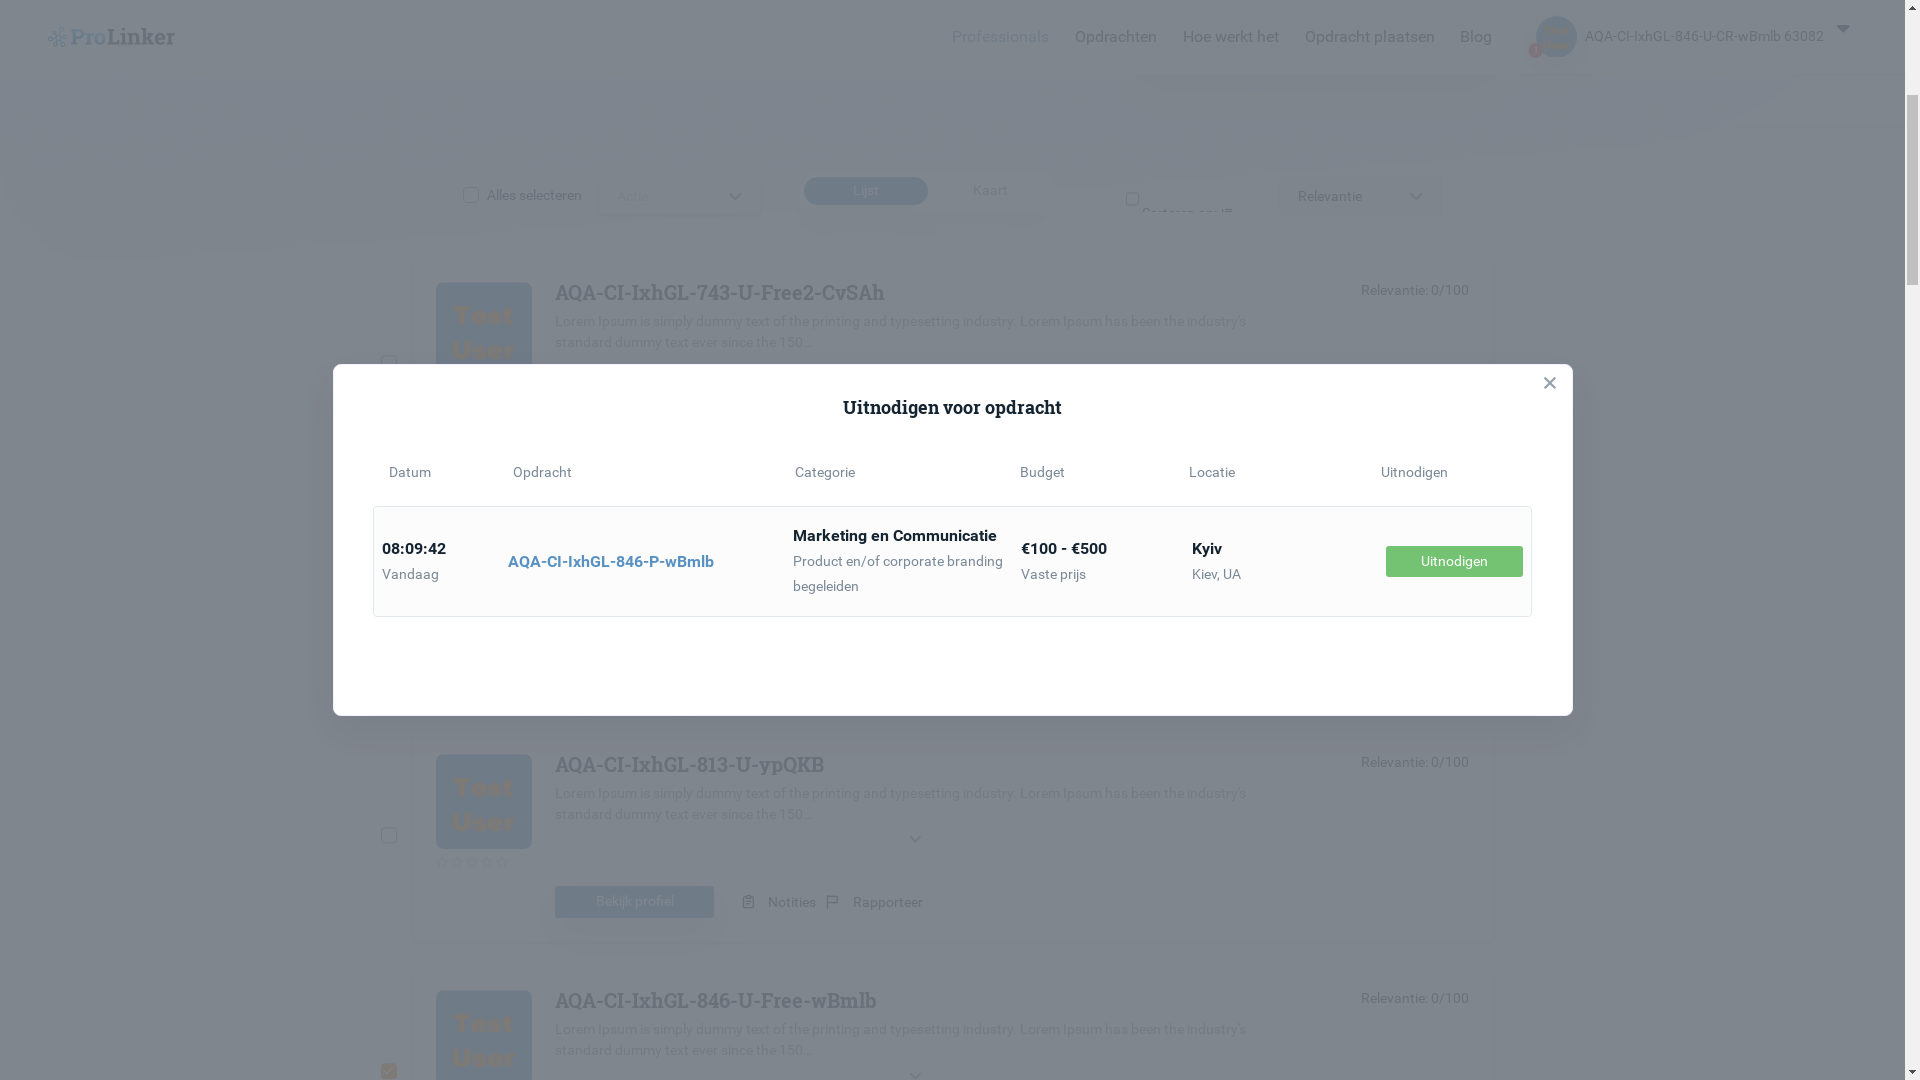 ProLinker
Professionals Opdrachten Hoe werkt het Opdracht plaatsen Blog AQA-CI-IxhGL-846-U-CR-wBmlb 63082
Alles selecteren Actie Lijst Kaart Relevantie
AQA-CI-IxhGL-743-U-Free2-CvSAh Relevantie: 0/100
Lorem Ipsum is simply dummy text of the printing and typesetting industry. Lorem Ipsum has been the industry's
standard dummy text ever since the 150...
Test
User
Uitnodigen voor opdracht
Datum Opdracht Categorie Budget Locatie Uitnodigen
08:09:42
Vandaag
AQA-CI-IxhGL-846-P-wBmlb
Marketing en Communicatie
Product en/of corporate branding
begeleiden
€100 - €500
Vaste prijs
Kyiv
Kiev, UA
Uitnodigen
AQA-CI-IxhGL-813-U-ypQKB Relevantie: 0/100
Lorem Ipsum is simply dummy text of the printing and typesetting industry. Lorem Ipsum has been the industry's
standard dummy text ever since the 150...
Test
User
Bekijk profiel Notities Rapporteer
AQA-CI-IxhGL-846-U-Free-wBmlb Relevantie: 0/100
Lorem Ipsum is simply dummy text of the printing and typesetting industry. Lorem Ipsum has been the industry's
standard dummy text ever since the 150...
Test
User